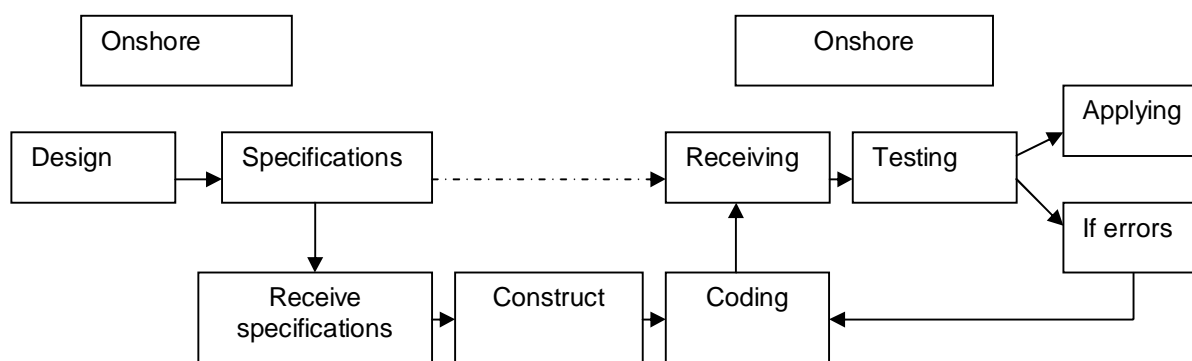 Onshore
Onshore
Applying
Design
Specifications
Receiving
Testing
If errors
Receive
specifications
Construct
Coding